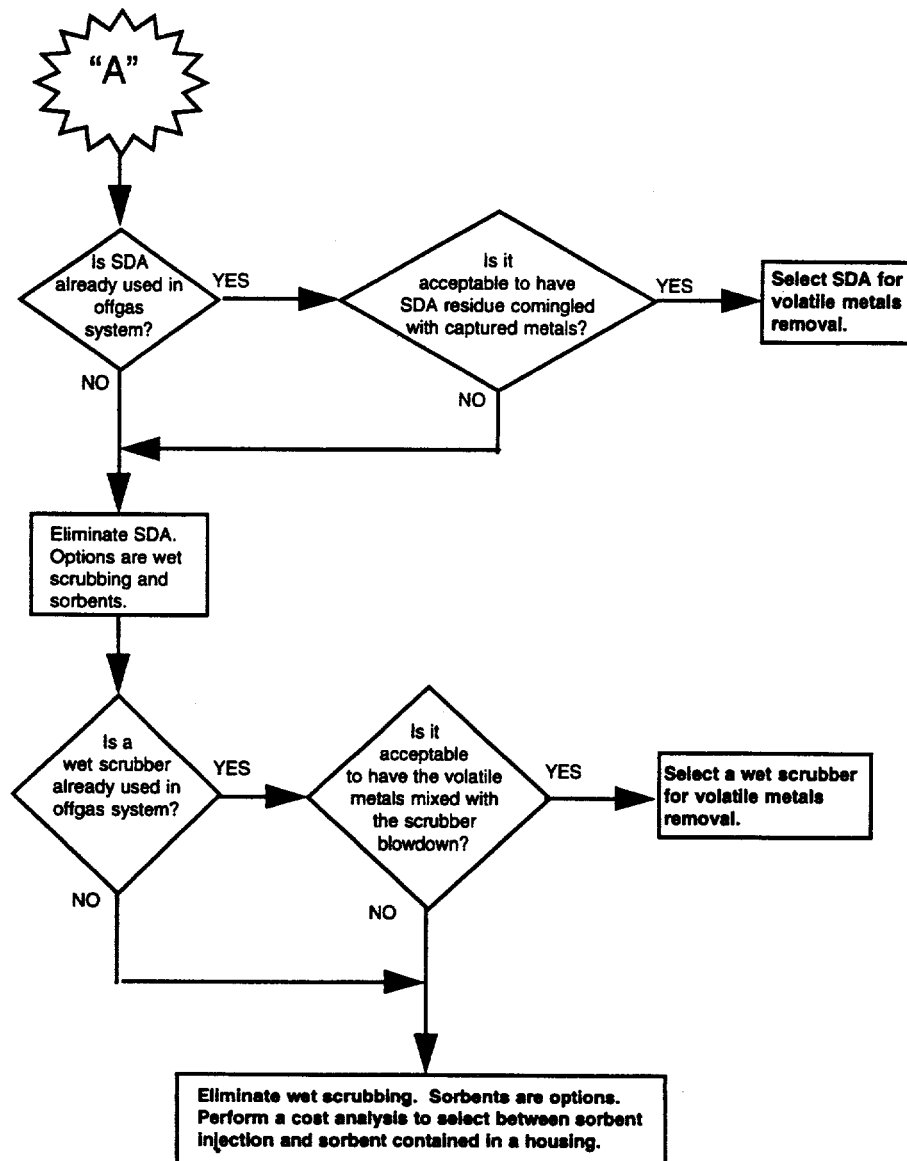 “A”
Is SDA
already used in
offgas
system?
YES
NO
Is it
acceptable to have
SDA residue comingled
with captured metals?
YES
NO
Select SDA for
volatile metals
removal.
Eliminate SDA.
Options are wet
scrubbing and
sorbents.
Is a
wet scrubber
already used in
offgas system?
YES
NO
Is it
acceptable
to have the volatile
metals mixed with
the scrubber
blowdown?
YES
NO
Select a wet scrubber
for volatile metals
removal.
Eliminate wet scrubbing. Sorbents are options.
Perform a cost analysis to select between sorbent
injection and sorbent contained in a housing.